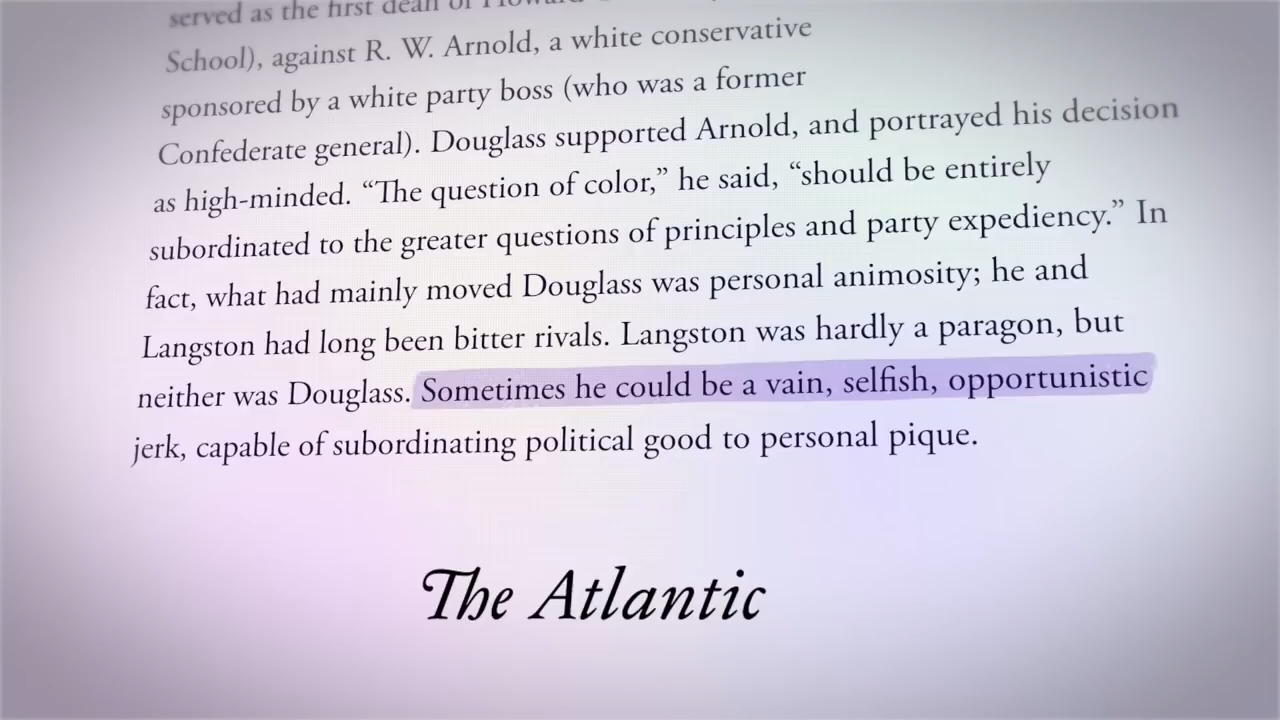 served as the first dean of Howard
School), against R. W. Arnold, a white conservative
sponsored by a white party boss (who was a former
Confederate general). Douglass supported Arnold, and portrayed his decision
as high-minded. “The question of color,” he said, “should be entirely
subordinated to the greater questions of principles and party expediency.” In
fact, what had mainly moved Douglass was personal animosity; he and
Langston had long been bitter rivals. Langston was hardly a paragon, but
neither was Douglass. Sometimes he could be a vain, selfish, opportunistic
jerk, capable of subordinating political good to personal pique.
The Atlantic